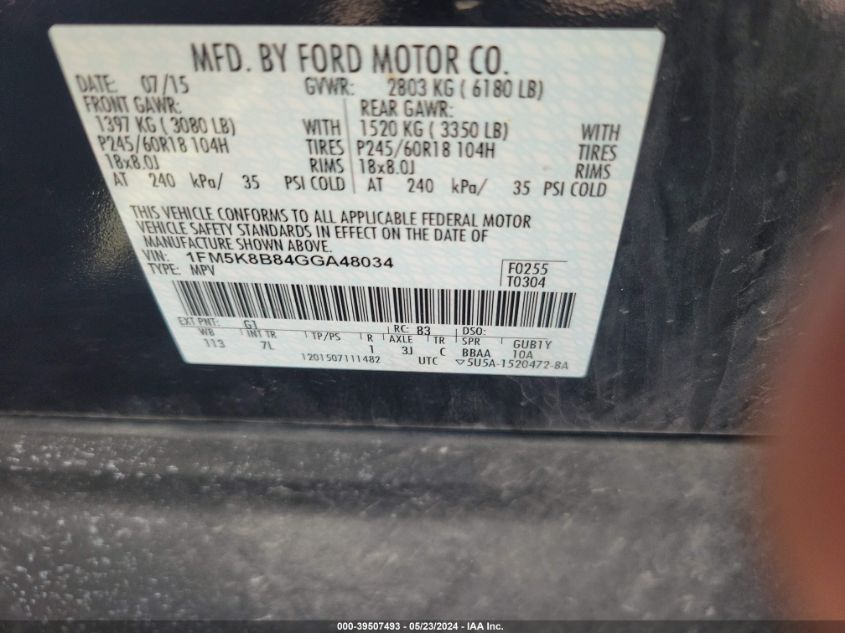 MFD. BY FORD MOTOR CO.
DATE: 07/15 GVWR: 2803 KG ( 6180 LB)
FRONT GAWR: REAR GAWR:
1397 KG ( 3080 LB) WITH 1520 KG ( 3350 LB) WITH
P245/60R18 104H TIRES P245/60R18 104H TIRES
18x8.0J RIMS 18x8.0J RIMS
AT 240 kPa/ 35 PSI COLD AT 240 kPa/ 35 PSI COLD
THIS VEHICLE CONFORMS TO ALL APPLICABLE FEDERAL MOTOR
VEHICLE SAFETY STANDARDS IN EFFECT ON THE DATE OF
MANUFACTURE SHOWN ABOVE.
VIN: 1FM5K8B84GGA48034 F0255
TYPE: MPV T0304
EXT PNT: G1 RC: 83 DSO:
WB INT TR TP/PS R AXLE TR SPR GUB1Y
113 7L 1 3J C BBAA 10A
1201507111482 UTC ▽5U5A-1520472-BA
000-39507493 - 05/23/2024 - IAA Inc.